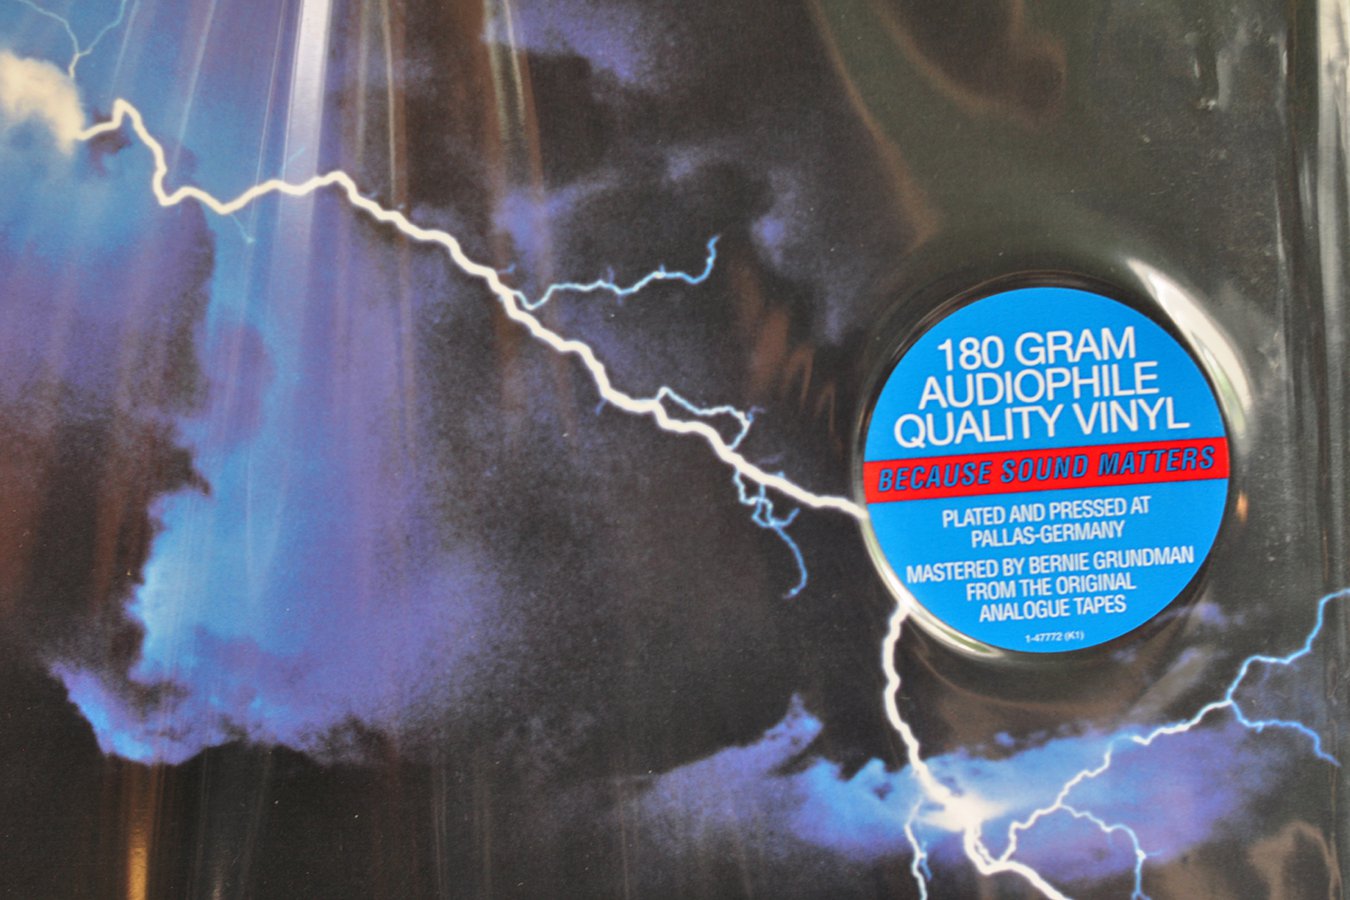 180 GRAM
AUDIOPHILE
QUALITY VINYL
BECAUSE SOUND MATTERS
PLATED AND PRESSED AT
PALLAS-GERMANY
MASTERED BY BERNIE GRUNDMAN
FROM THE ORIGINAL
ANALOGUE TAPES
1-47772 (K1)